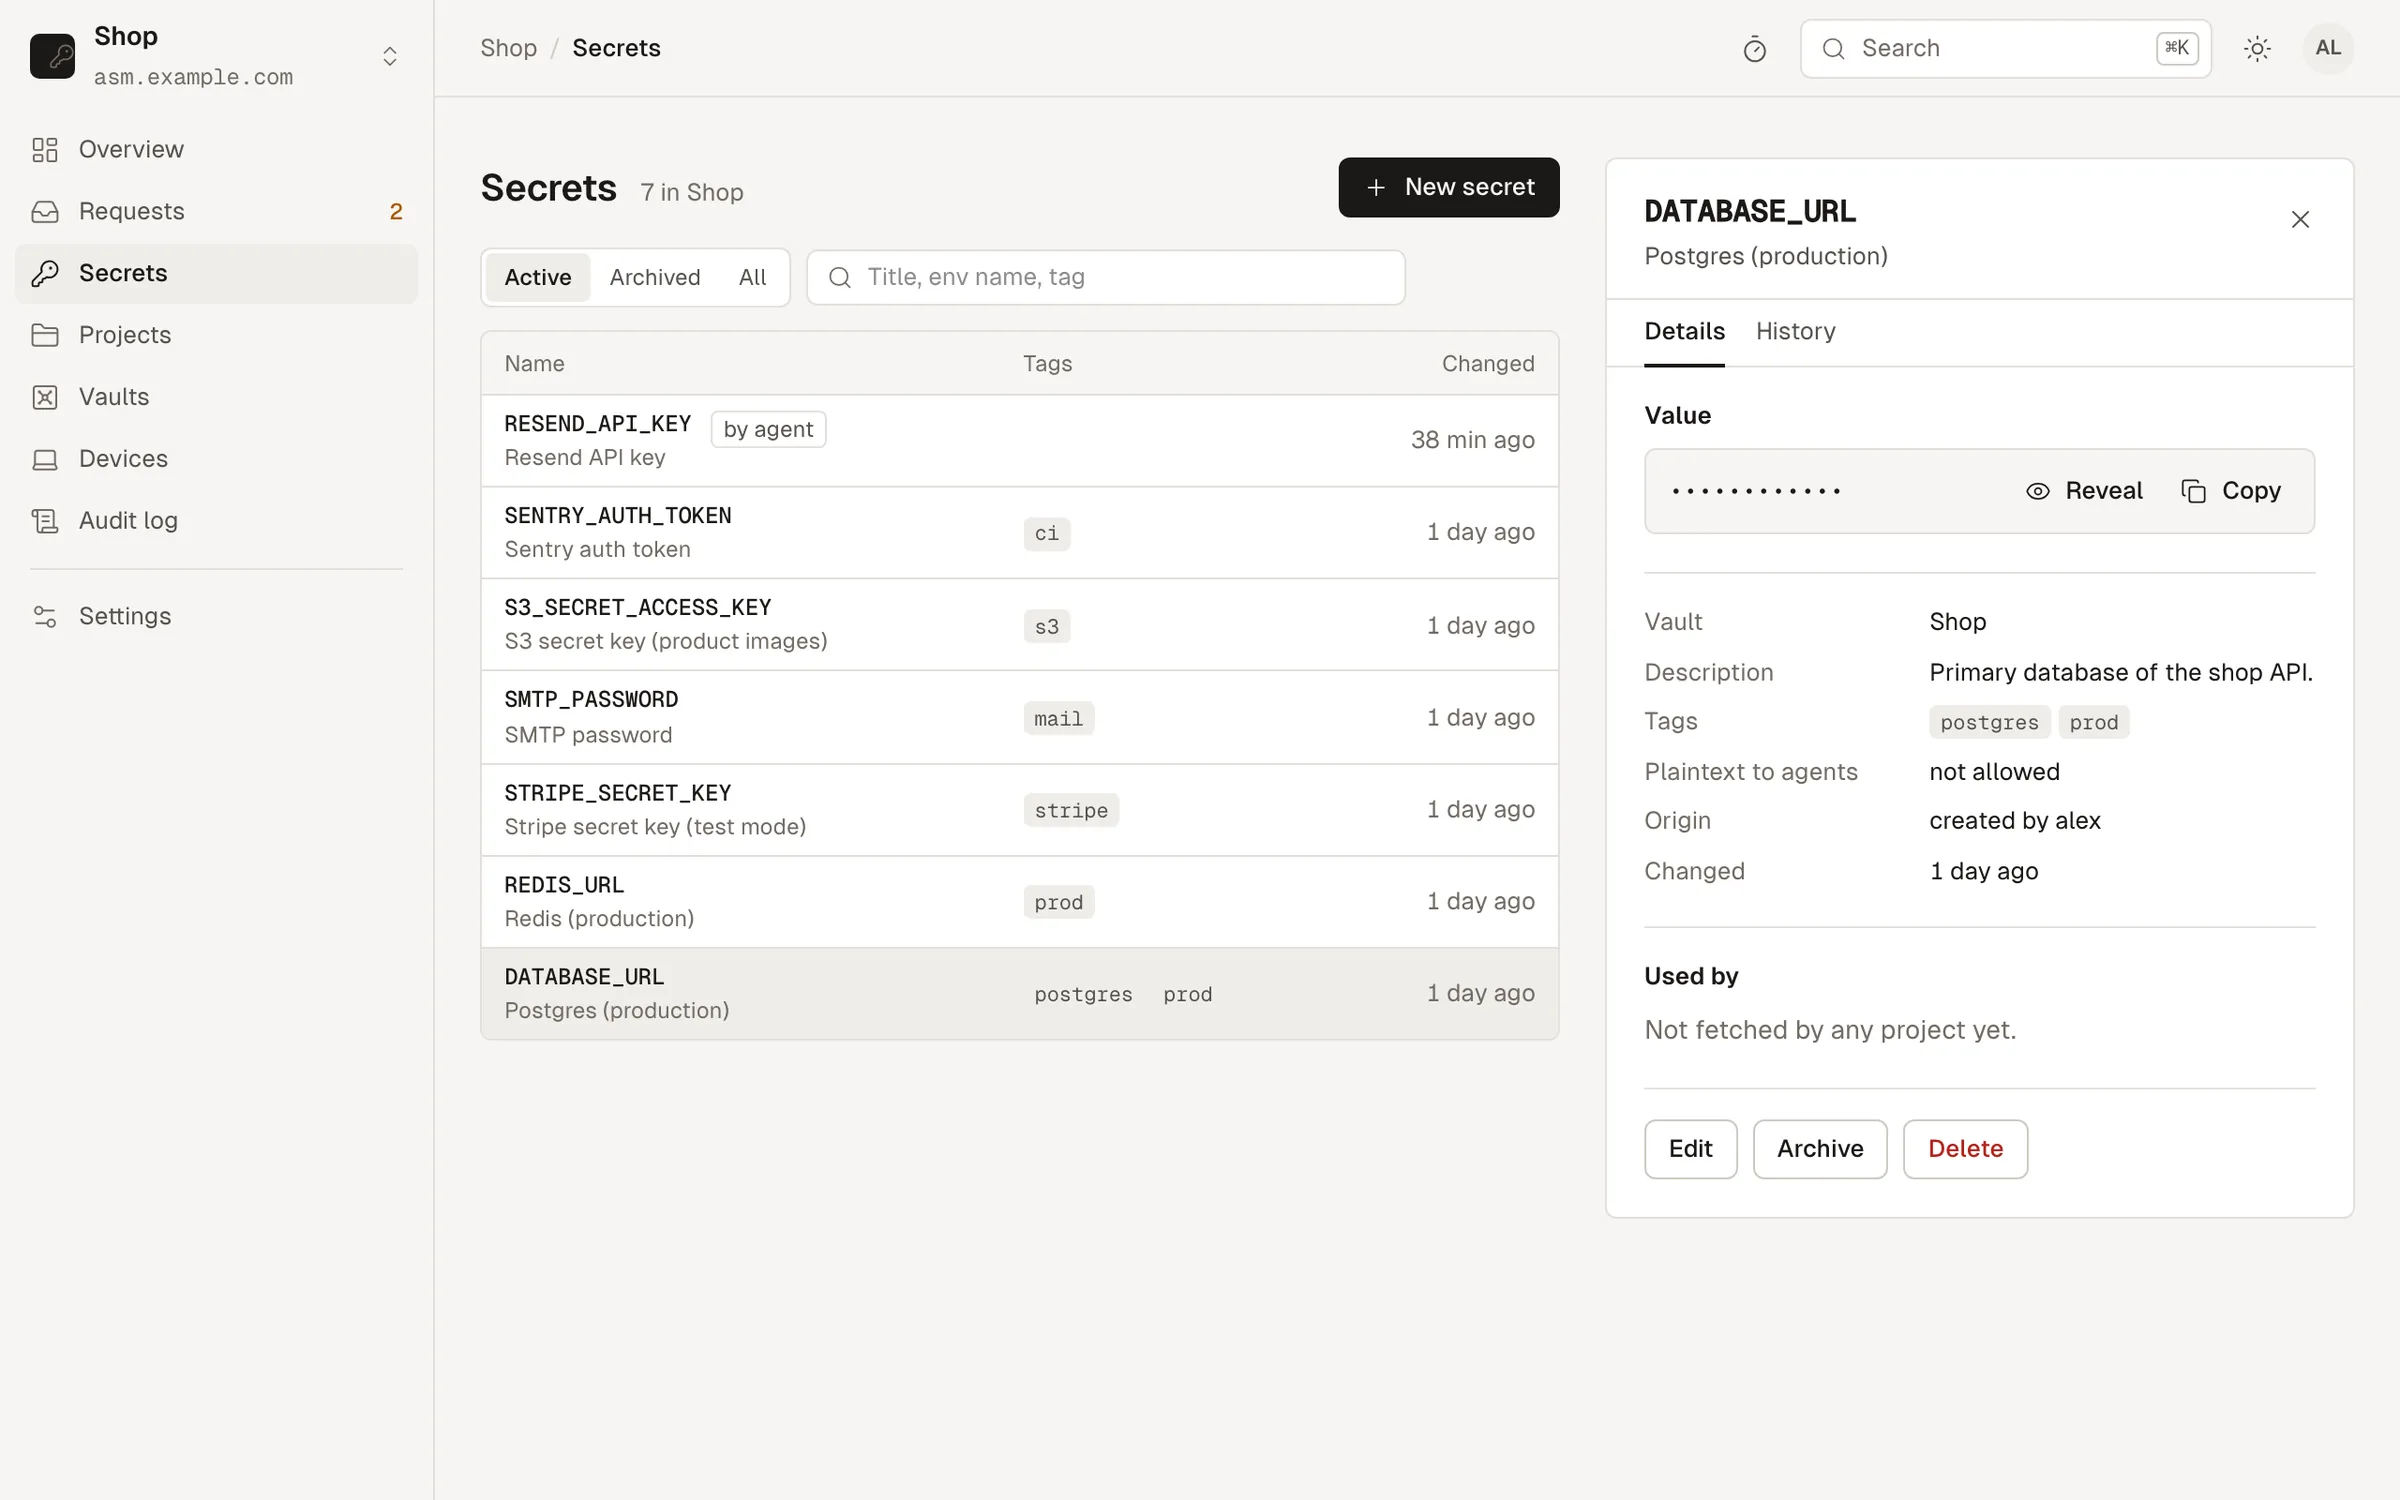 Shop
asm.example.com
Overview
Requests 2
Secrets
Projects
Vaults
Devices
Audit log
Settings
Shop / Secrets
Search ⌘K
AL
Secrets 7 in Shop
+ New secret
Active Archived All
Title, env name, tag
Name Tags Changed
RESEND_API_KEY by agent
Resend API key
38 min ago
SENTRY_AUTH_TOKEN
Sentry auth token
ci
1 day ago
S3_SECRET_ACCESS_KEY
S3 secret key (product images)
s3
1 day ago
SMTP_PASSWORD
SMTP password
mail
1 day ago
STRIPE_SECRET_KEY
Stripe secret key (test mode)
stripe
1 day ago
REDIS_URL
Redis (production)
prod
1 day ago
DATABASE_URL
Postgres (production)
postgres prod
1 day ago
DATABASE_URL
Postgres (production)
Details History
Value
•••••••••••• Reveal Copy
Vault Shop
Description Primary database of the shop API.
Tags postgres prod
Plaintext to agents not allowed
Origin created by alex
Changed 1 day ago
Used by
Not fetched by any project yet.
Edit Archive Delete